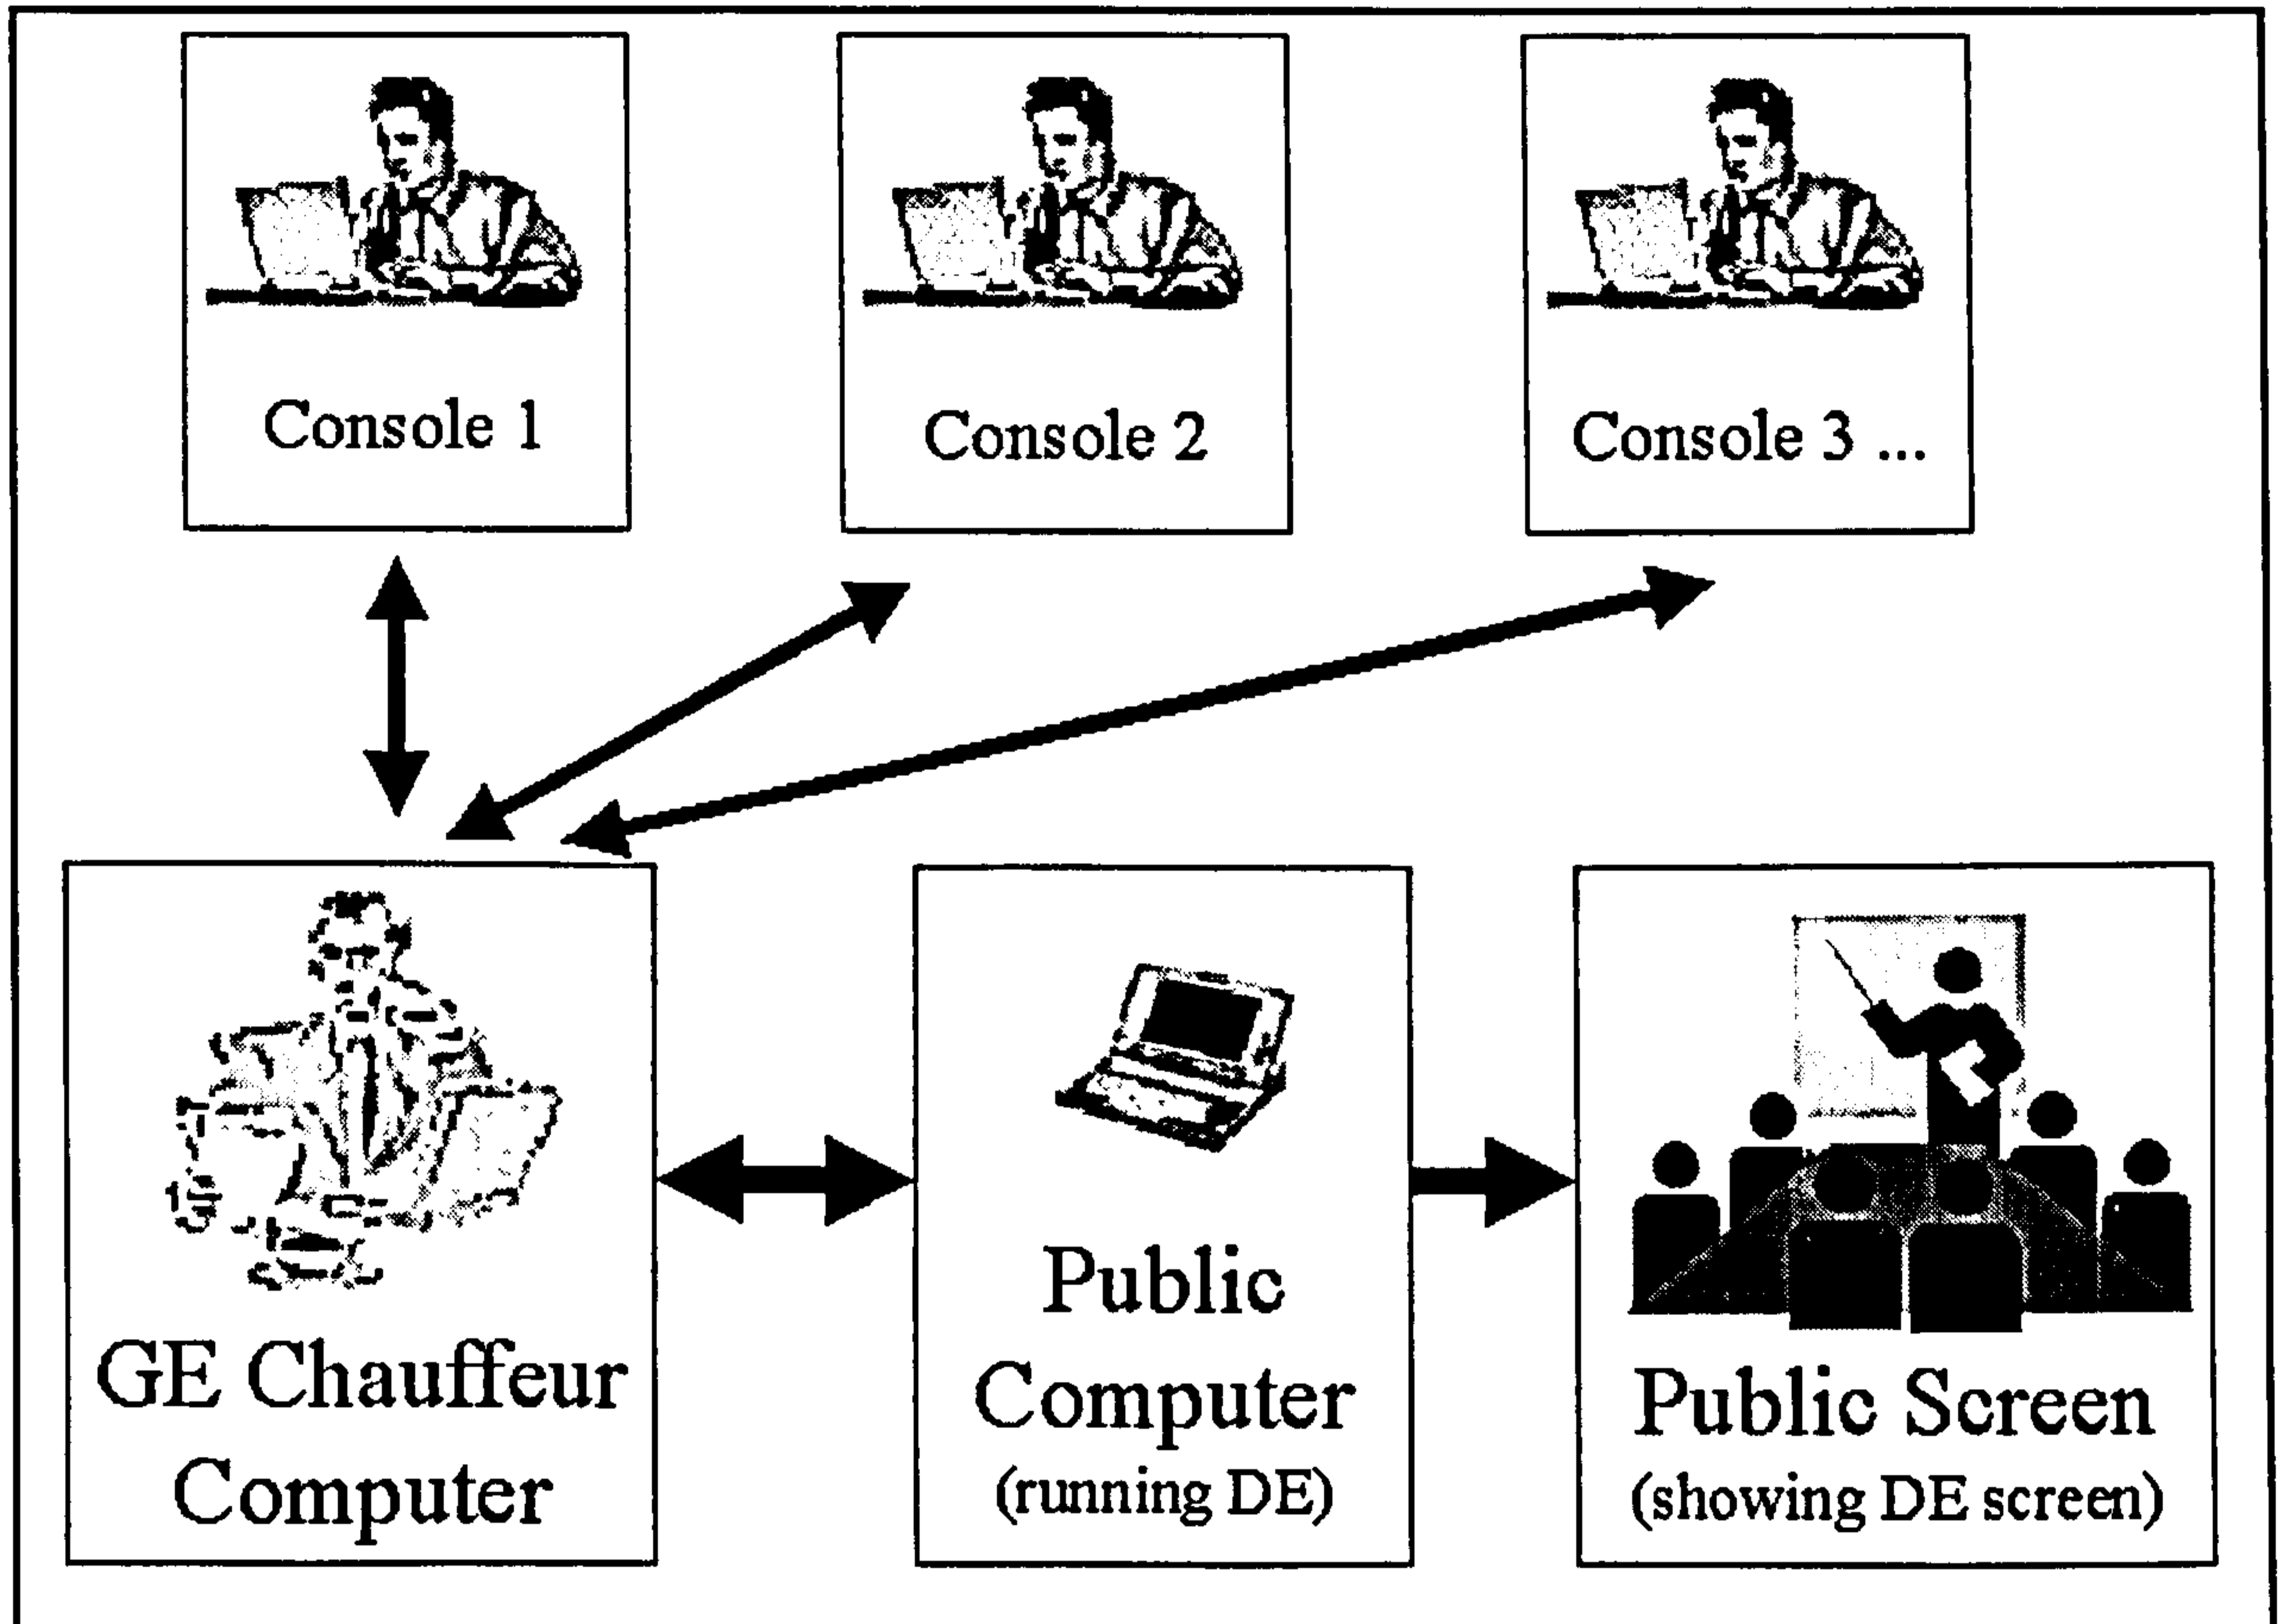 Console 1
Console 2
Console 3 ...
GE Chauffeur
Computer
Public
Computer
(running DE)
Public Screen
(showing DE screen)